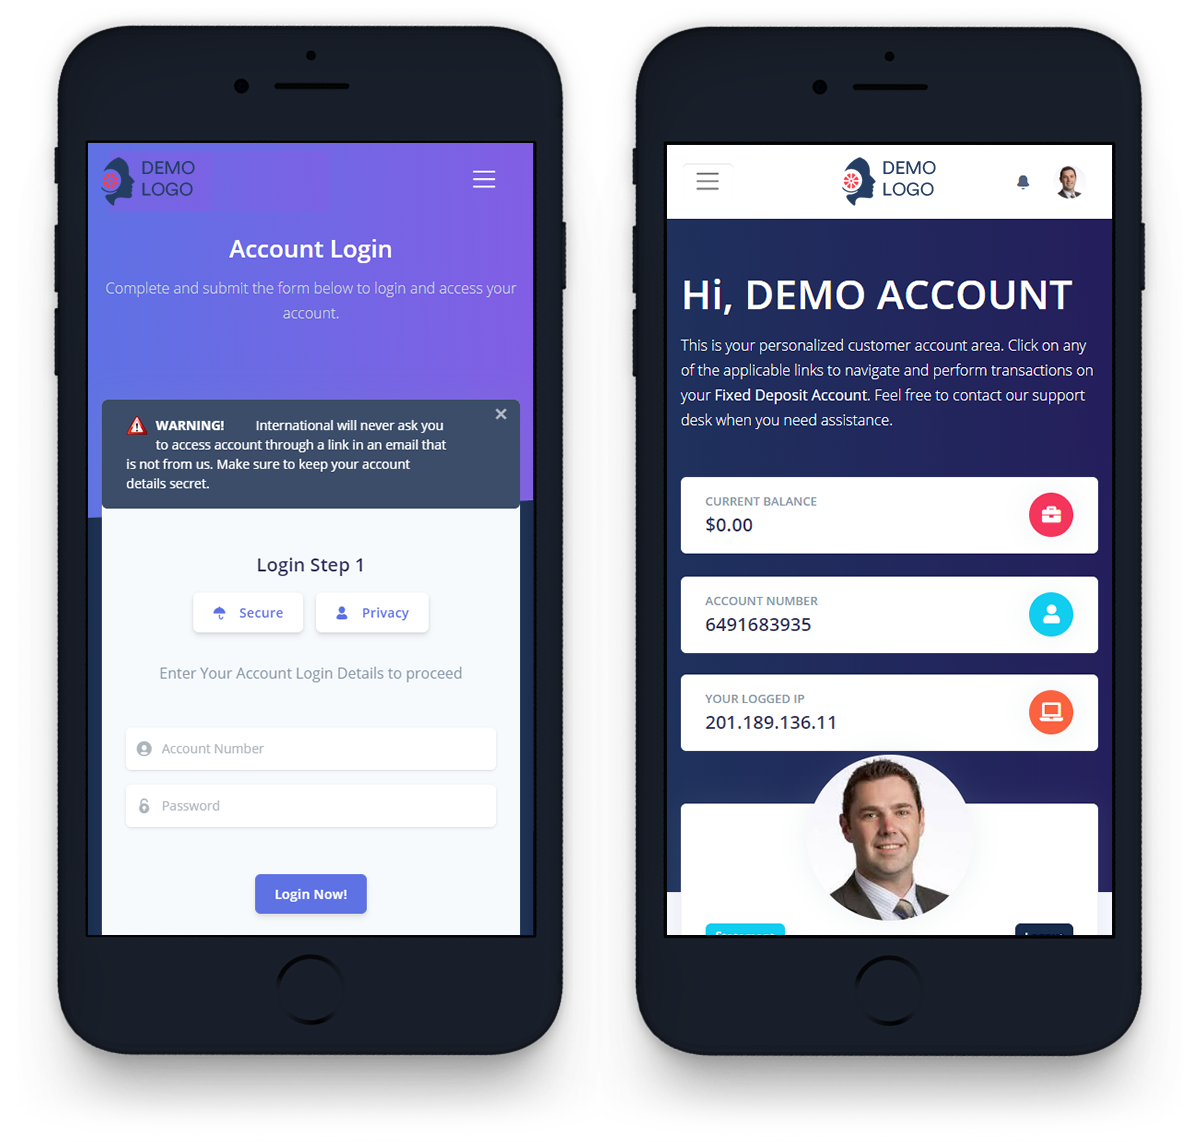 DEMO
LOGO
Account Login
Complete and submit the form below to login and access your
account.
WARNING! International will never ask you
to access account through a link in an email that
is not from us. Make sure to keep your account
details secret.
×
Login Step 1
Secure
Privacy
Enter Your Account Login Details to proceed
Account Number
Password
Login Now!
DEMO
LOGO
Hi, DEMO ACCOUNT
This is your personalized customer account area. Click on any
of the applicable links to navigate and perform transactions on
your Fixed Deposit Account. Feel free to contact our support
desk when you need assistance.
CURRENT BALANCE
$0.00
ACCOUNT NUMBER
6491683935
YOUR LOGGED IP
201.189.136.11